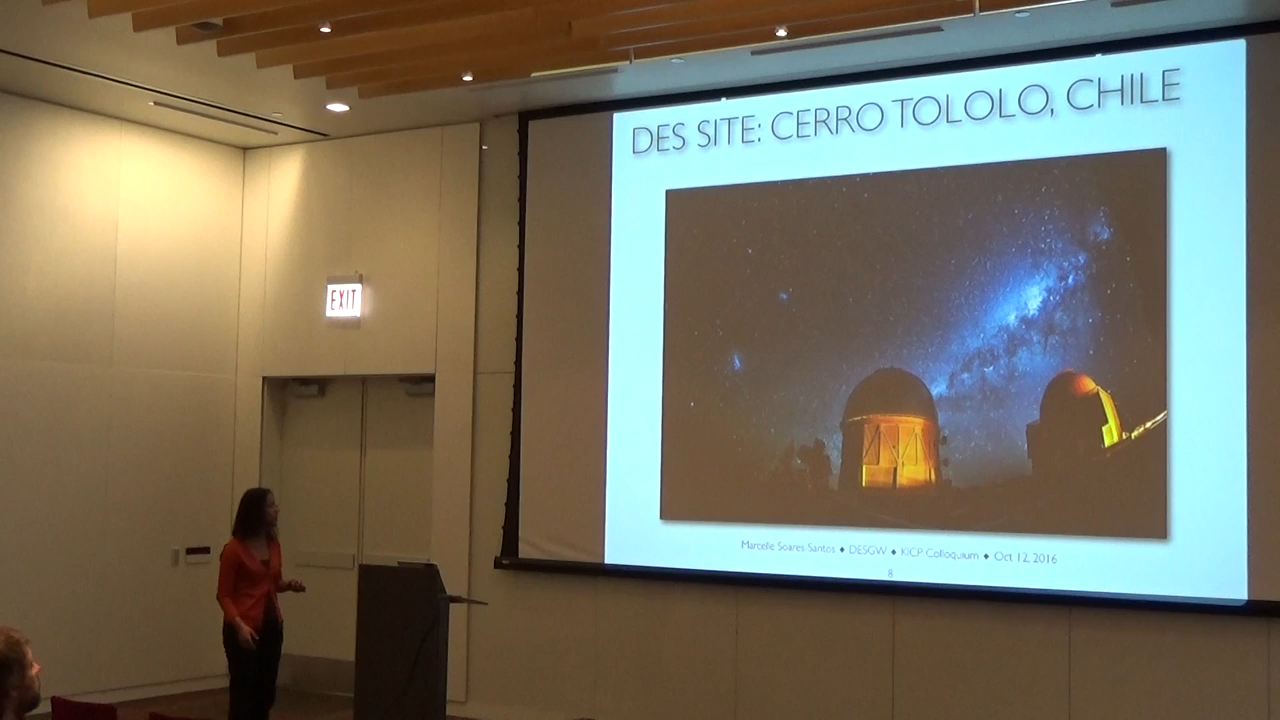 DES SITE: CERRO TOLOLO, CHILE
EXIT
Marcelle Soares-Santos ♦ DESGW ♦ KICP Colloquium ♦ Oct 12, 2016
8